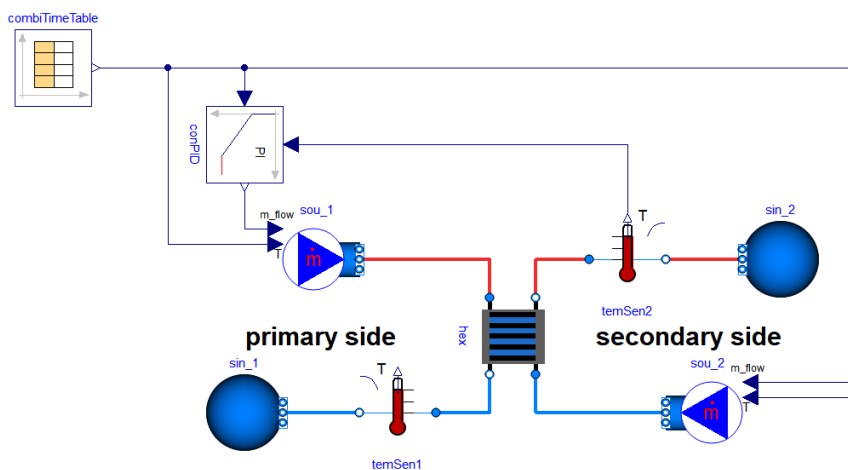 combiTimeTable
conPID
PI
m_flow
sou_1
T
T
sin_2
temSen2
primary side
secondary side
hex
sin_1
T
sou_2
m_flow
T
ṁ
ṁ
temSen1